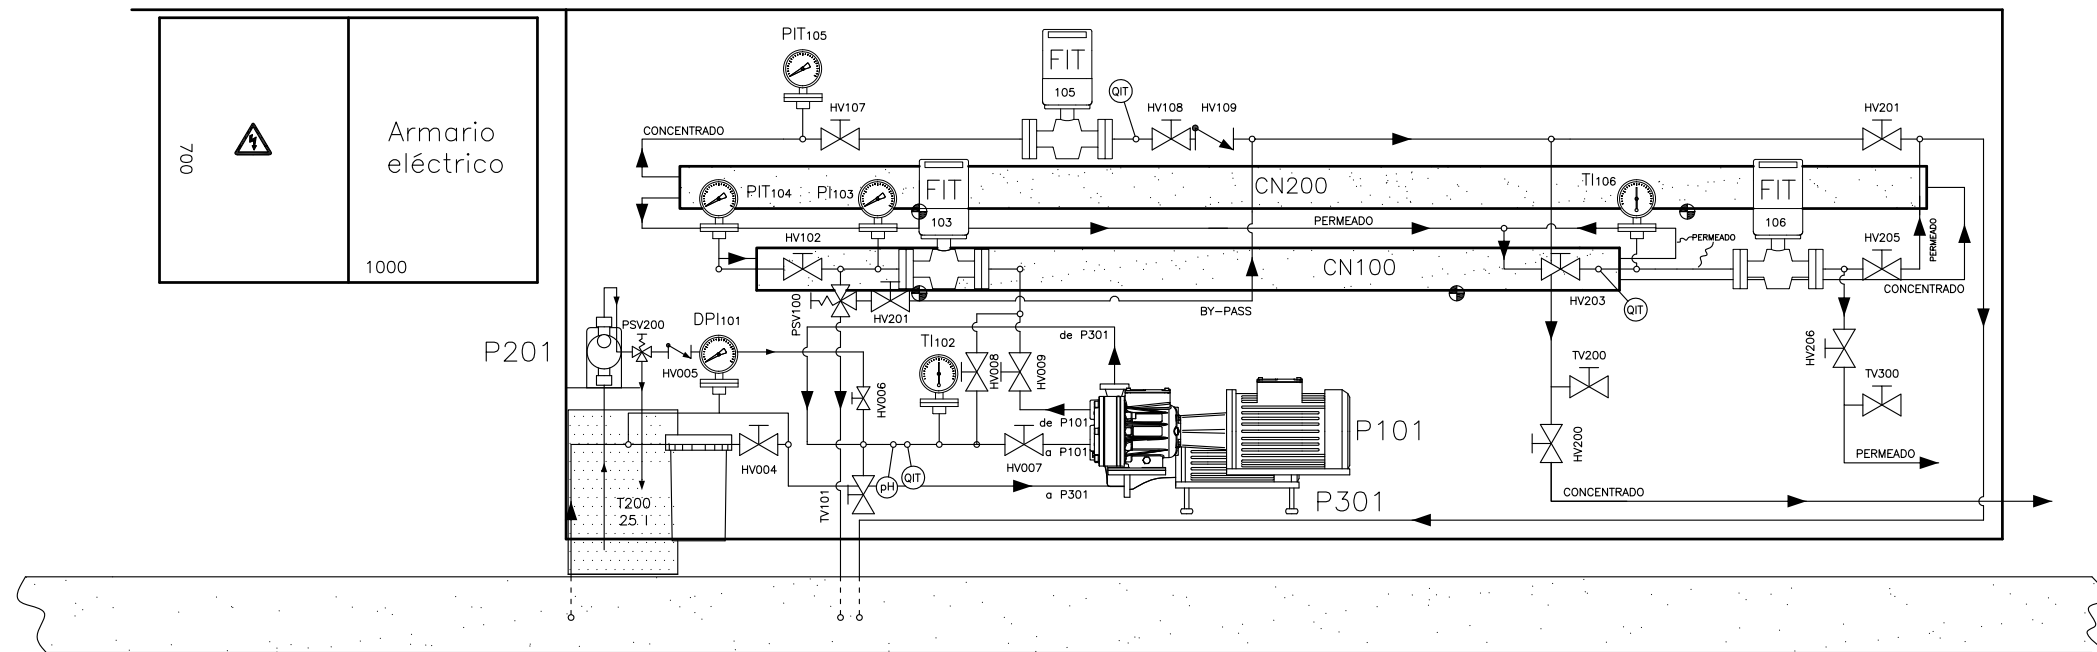 PIT105
FIT
105
QIT
HV107
HV108
HV109
HV201
CONCENTRADO
Armario
eléctrico
700
1000
PIT104
PI103
FIT
103
CN200
TI106
FIT
106
PERMEADO
PERMEADO
PERMEADO
HV102
HV205
CN100
CONCENTRADO
HV203
QIT
PSV100
HV201
BY-PASS
P201
PSV200
DPI101
HV005
TI102
de P301
HV008
HV009
HV006
TV200
HV206
TV300
de P101
P101
a P101
HV004
HV007
HV200
PERMEADO
pH
QIT
TV101
a P301
P301
T200
25 l
CONCENTRADO